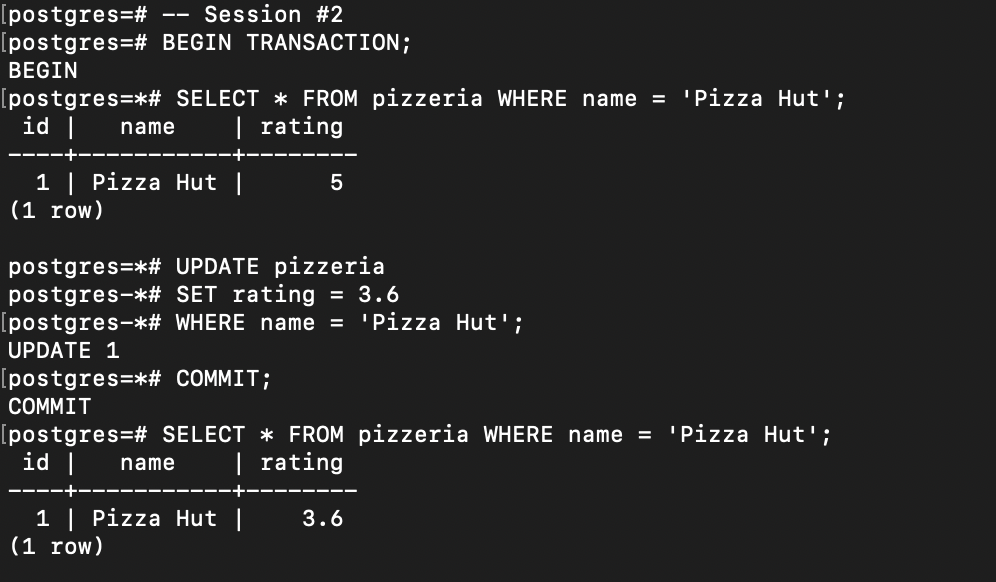 [postgres=# -- Session #2
[postgres=# BEGIN TRANSACTION;
BEGIN
[postgres=*# SELECT * FROM pizzeria WHERE name = 'Pizza Hut';
 id |   name    | rating
----+-----------+--------
  1 | Pizza Hut |      5
(1 row)

postgres=*# UPDATE pizzeria
postgres-*# SET rating = 3.6
[postgres-*# WHERE name = 'Pizza Hut';
UPDATE 1
[postgres=*# COMMIT;
COMMIT
[postgres=# SELECT * FROM pizzeria WHERE name = 'Pizza Hut';
 id |   name    | rating
----+-----------+--------
  1 | Pizza Hut |    3.6
(1 row)